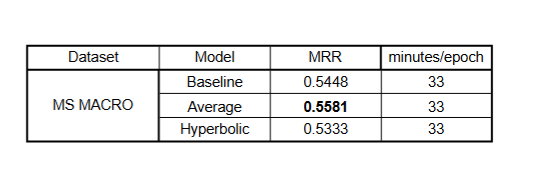 Dataset Model MRR minutes/epoch
Baseline 0.5448 33
MS MACRO Average 0.5581 33
Hyperbolic 0.5333 33